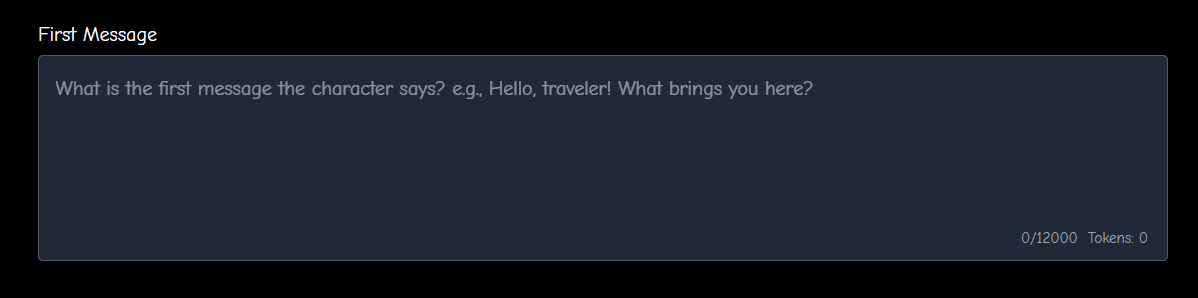 First Message
What is the first message the character says? e.g., Hello, traveler! What brings you here?
0/12000 Tokens: 0